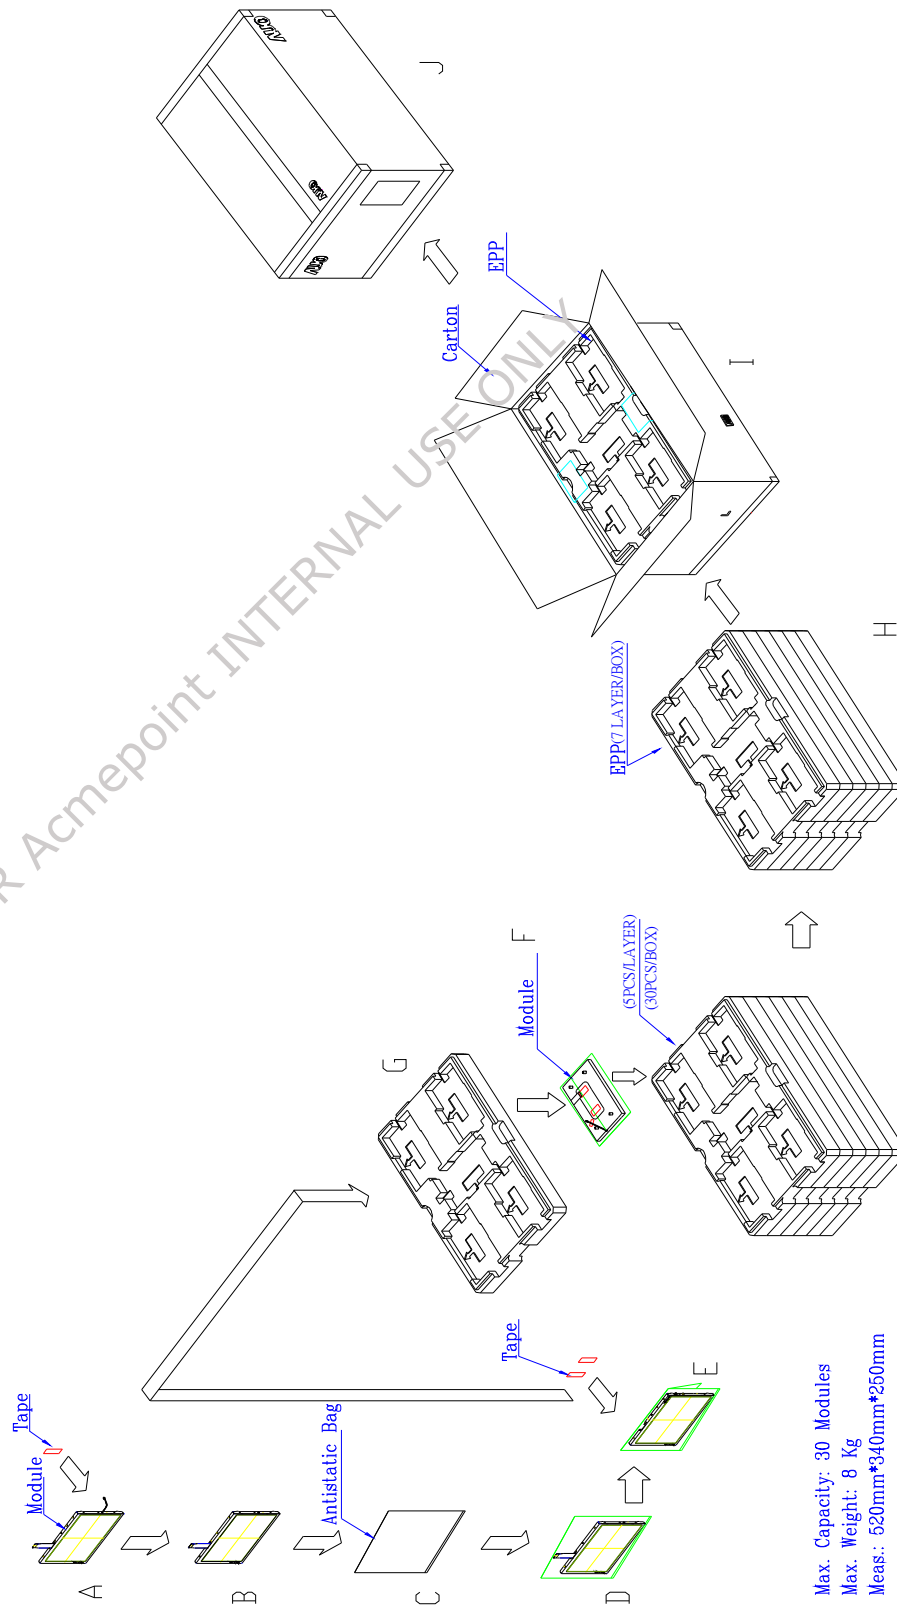 Tape
Module
A
B
Antistatic Bag
C
D
Tape
E
Max. Capacity: 30 Modules
Max. Weight: 8 Kg
Meas.: 520mm*340mm*250mm
G
Module
F
(5PCS/LAYER)
(30PCS/BOX)
EPP(7 LAYER/BOX)
H
Carton
EPP
I
AUO
AUO
AUO
J
R Acmepoint INTERNAL USE ONLY